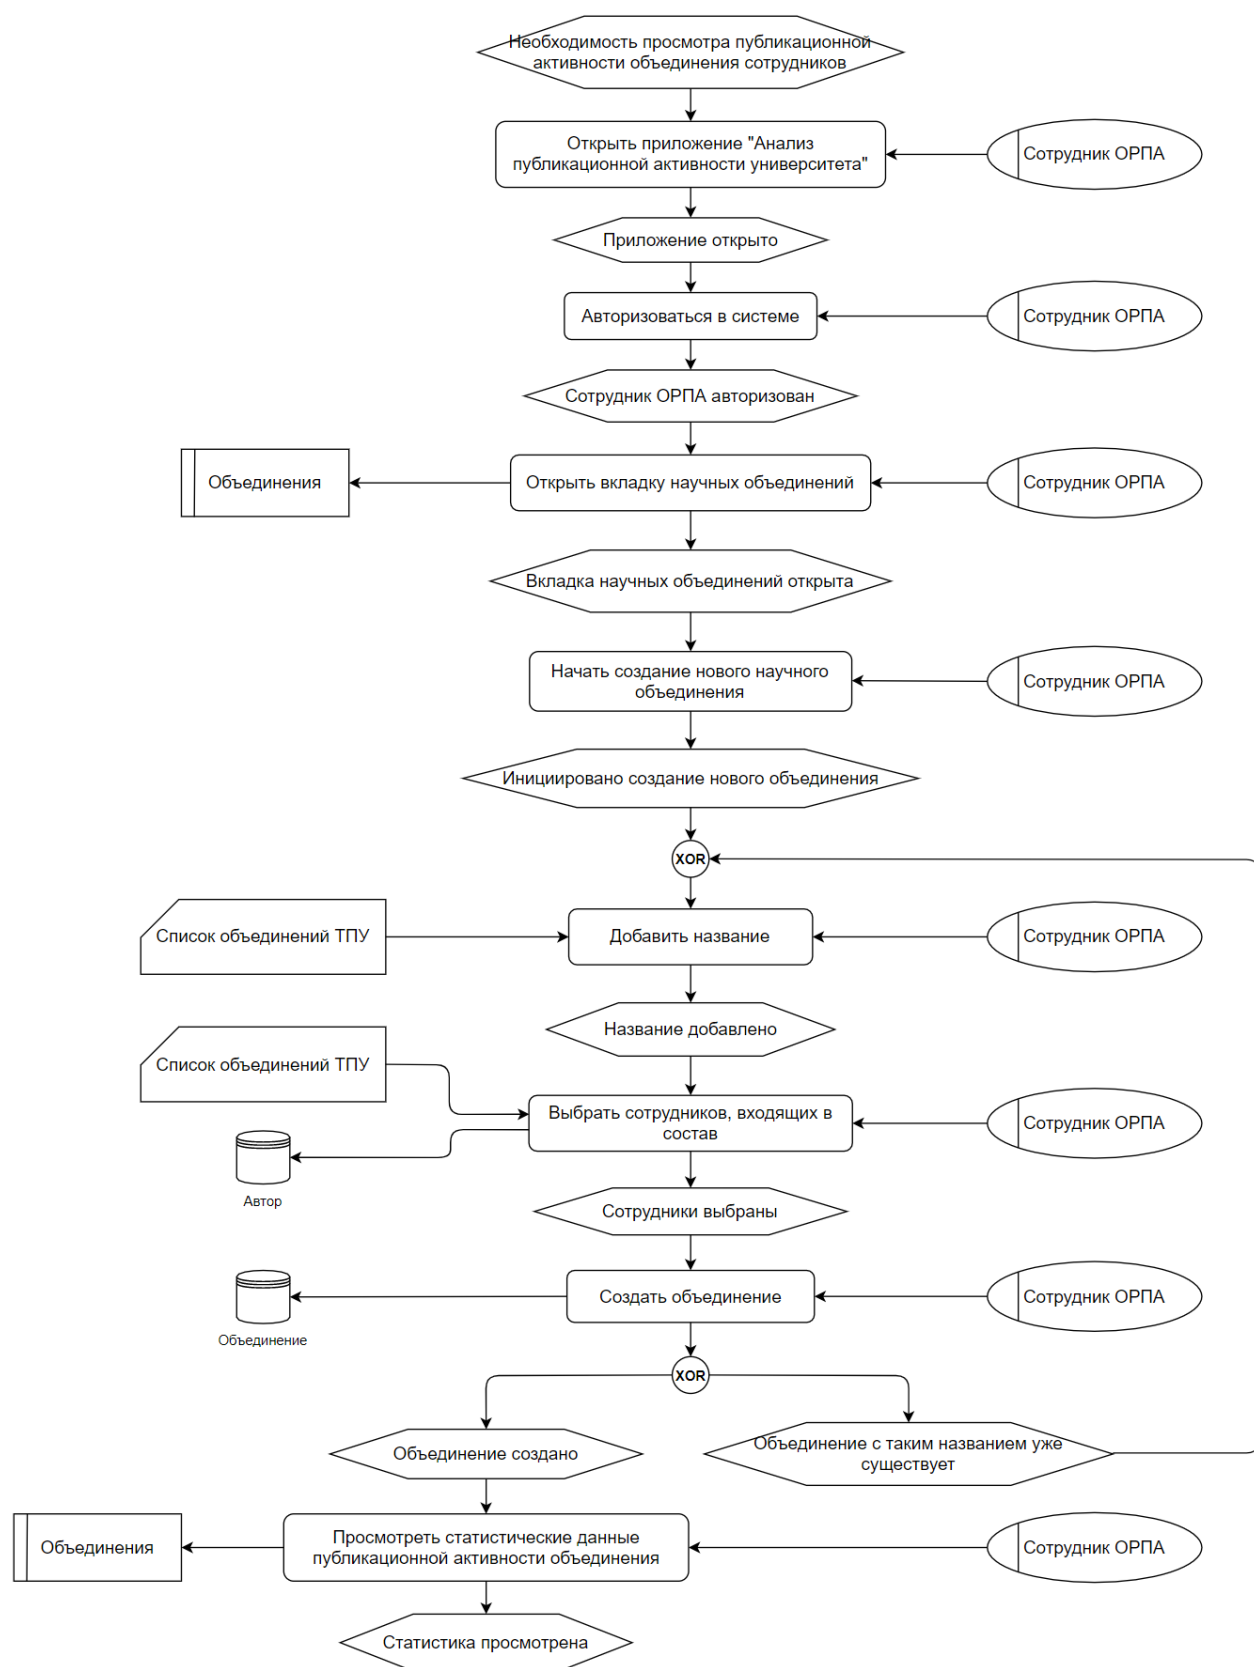 Необходимость просмотра публикационной
активности объединения сотрудников
Открыть приложение "Анализ
публикационной активности университета"
Сотрудник ОРПА
Приложение открыто
Авторизоваться в системе
Сотрудник ОРПА
Сотрудник ОРПА авторизован
Объединения
Открыть вкладку научных объединений
Сотрудник ОРПА
Вкладка научных объединений открыта
Начать создание нового научного
объединения
Сотрудник ОРПА
Инициировано создание нового объединения
XOR
Список объединений ТПУ
Добавить название
Сотрудник ОРПА
Название добавлено
Список объединений ТПУ
Выбрать сотрудников, входящих в
состав
Сотрудник ОРПА
Автор
Сотрудники выбраны
Создать объединение
Сотрудник ОРПА
Объединение
XOR
Объединение создано
Объединение с таким названием уже
существует
Объединения
Просмотреть статистические данные
публикационной активности объединения
Сотрудник ОРПА
Статистика просмотрена